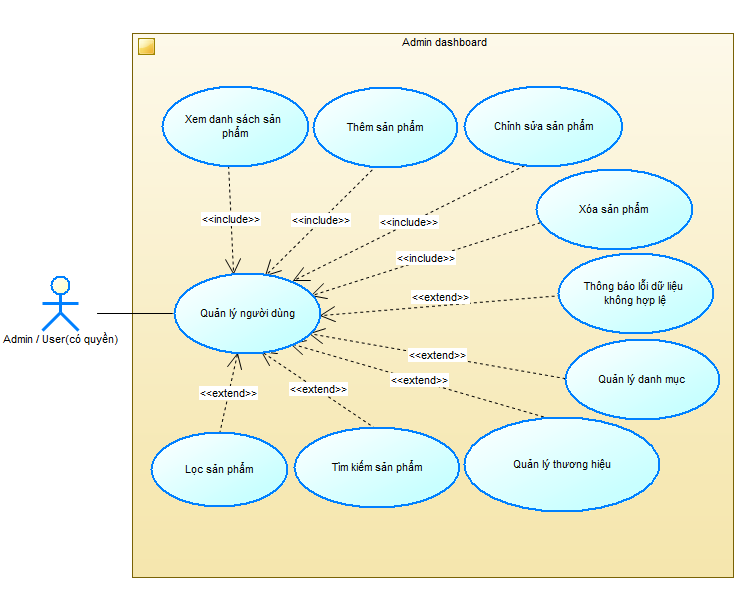 Admin dashboard
Xem danh sách sản
phẩm
Thêm sản phẩm
Chỉnh sửa sản phẩm
Xóa sản phẩm
<<include>>
<<include>>
<<include>>
<<include>>
Thông báo lỗi dữ liệu
không hợp lệ
<<extend>>
Quản lý người dùng
Admin / User(có quyền)
<<extend>>
Quản lý danh mục
<<extend>>
<<extend>>
<<extend>>
Lọc sản phẩm
Tìm kiếm sản phẩm
Quản lý thương hiệu